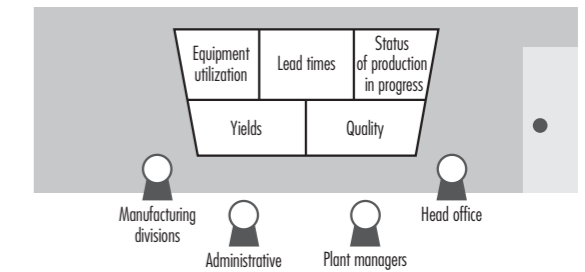 Equipment
utilization
Lead times
Status
of production
in progress
Yields
Quality
Manufacturing
divisions
Administrative
Plant managers
Head office